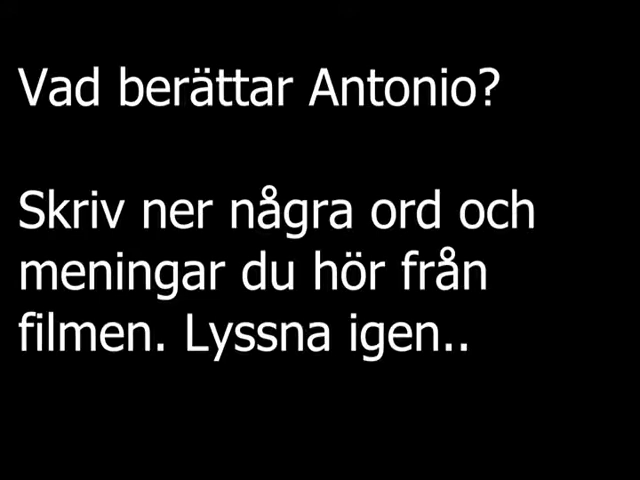 Vad berättar Antonio?
Skriv ner några ord och
meningar du hör från
filmen. Lyssna igen..